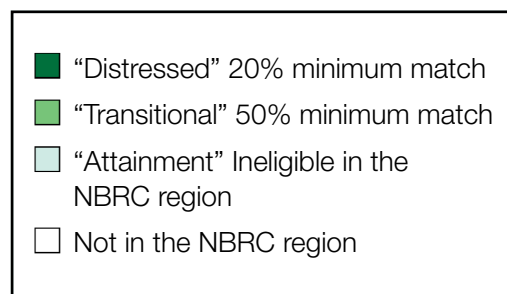 “Distressed” 20% minimum match
“Transitional” 50% minimum match
“Attainment” Ineligible in the
NBRC region
Not in the NBRC region